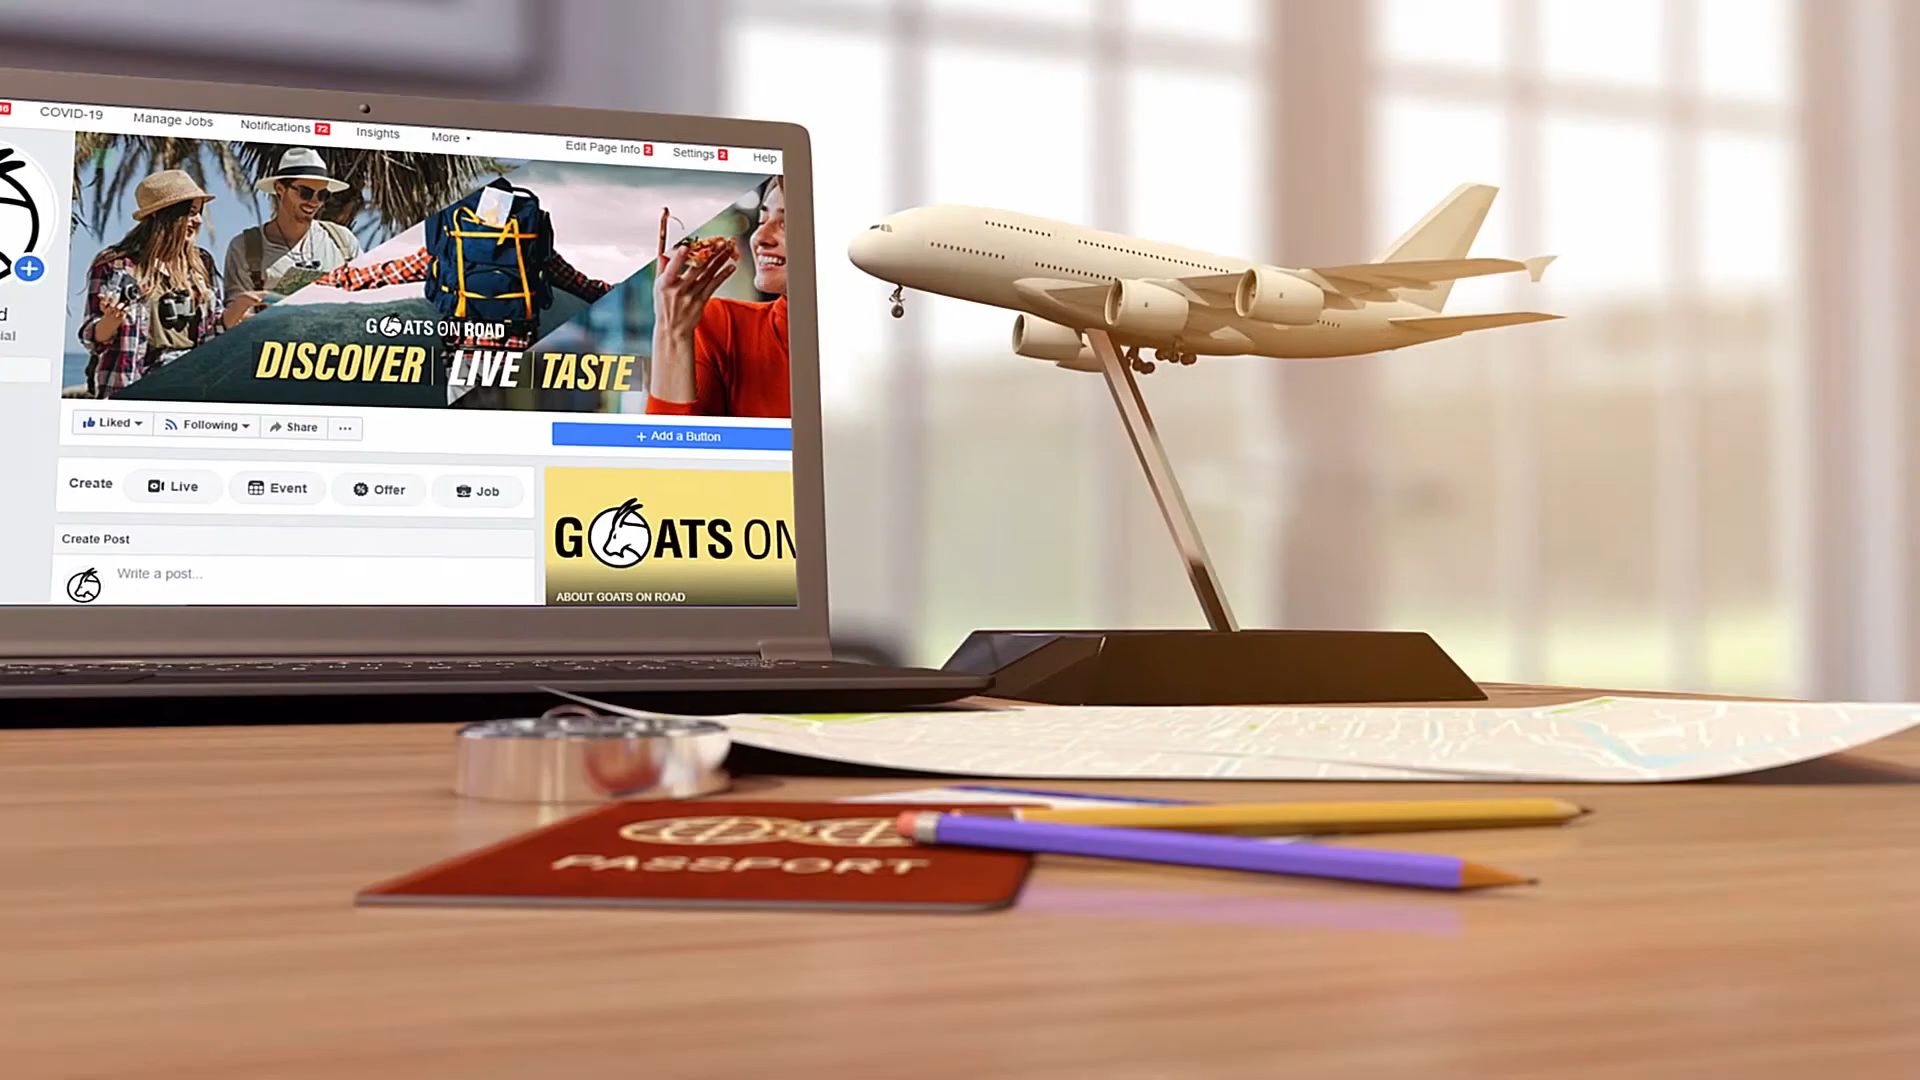 COVID-19
Manage Jobs
Notifications 72
Insights
More
Edit Page Info 2
Settings 2
Help
GOATS ON ROAD
DISCOVER | LIVE | TASTE
Liked
Following
Share
...
+ Add a Button
Create
Live
Event
Offer
Job
Create Post
Write a post...
GOATS ON
ABOUT GOATS ON ROAD
PASSPORT